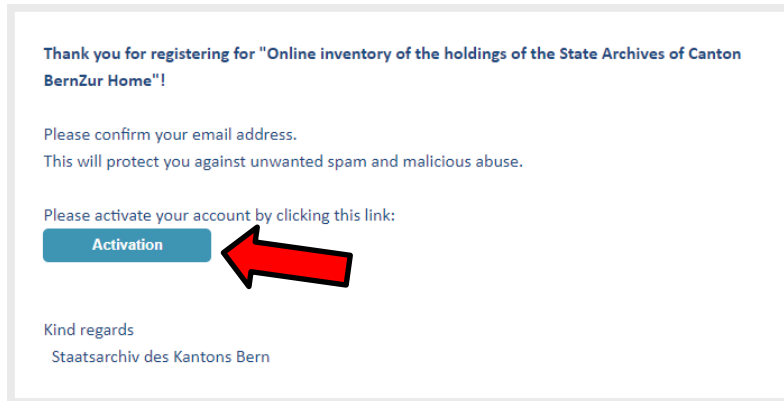 Thank you for registering for "Online inventory of the holdings of the State Archives of Canton
BernZur Home"!
Please confirm your email address.
This will protect you against unwanted spam and malicious abuse.
Please activate your account by clicking this link:
Activation
Kind regards
Staatsarchiv des Kantons Bern